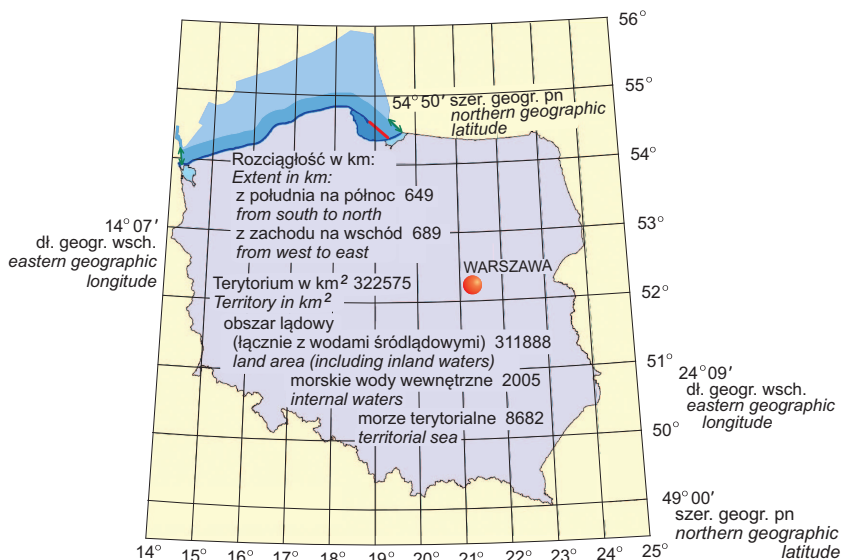 56°
55°
54°50′ szer. geogr. pn
northern geographic
latitude
54°
Rozciągłość w km:
Extent in km:
z południa na północ 649
from south to north
z zachodu na wschód 689
from west to east
53°
14°07′
dł. geogr. wsch.
eastern geographic
longitude
WARSZAWA
Terytorium w km² 322575
Territory in km²
52°
obszar lądowy
(łącznie z wodami śródlądowymi) 311888
land area (including inland waters)
51°
morskie wody wewnętrzne 2005
internal waters
24°09′
dł. geogr. wsch.
eastern geographic
longitude
morze terytorialne 8682
territorial sea
50°
49°00′
szer. geogr. pn
northern geographic
latitude
14° 15° 16° 17° 18° 19° 20° 21° 22° 23° 24° 25°